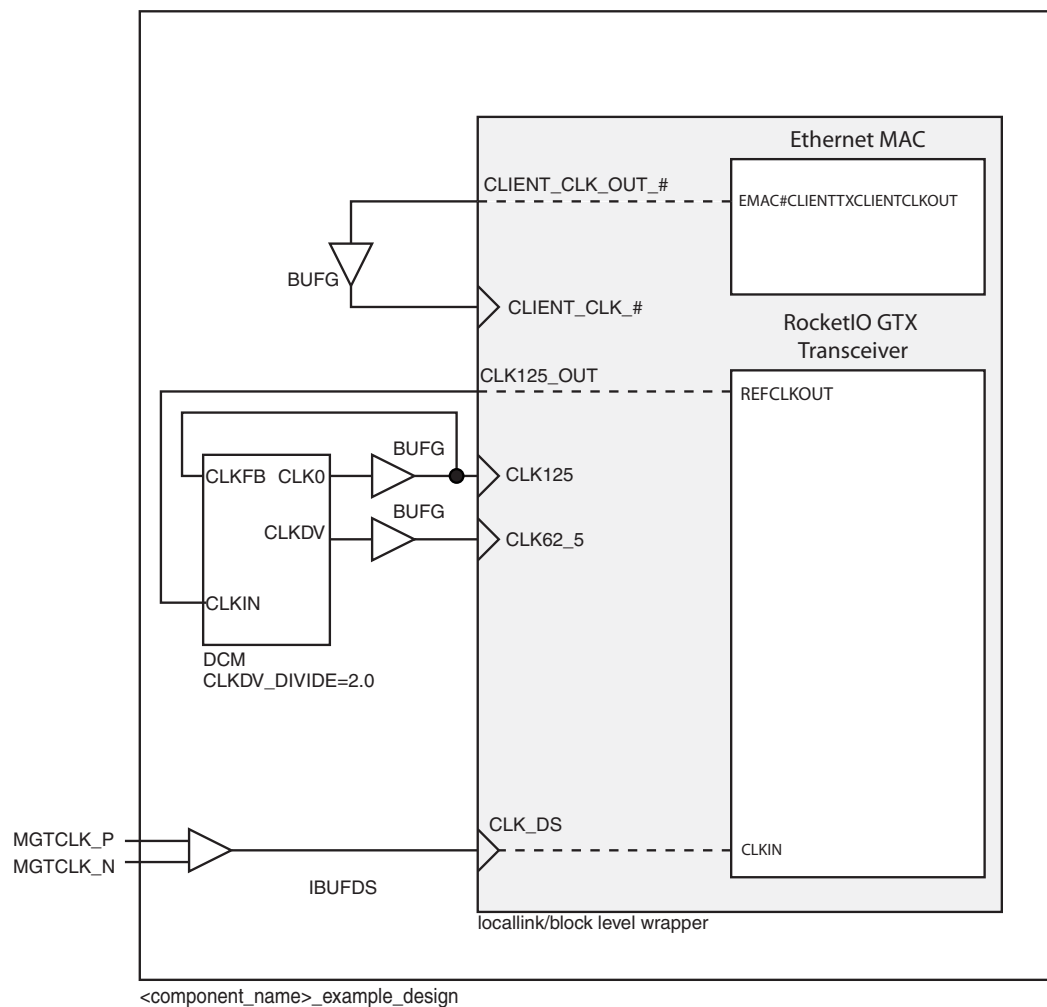 Ethernet MAC
CLIENT_CLK_OUT_#
EMAC#CLIENTTXCLIENTCLKOUT
BUFG
CLIENT_CLK_#
RocketIO GTX
Transceiver
CLK125_OUT
REFCLKOUT
BUFG
CLKFB
CLK0
CLK125
BUFG
CLKDV
CLK62_5
CLKIN
DCM
CLKDV_DIVIDE=2.0
CLK_DS
MGTCLK_P
MGTCLK_N
CLKIN
IBUFDS
locallink/block level wrapper
<component_name>_example_design